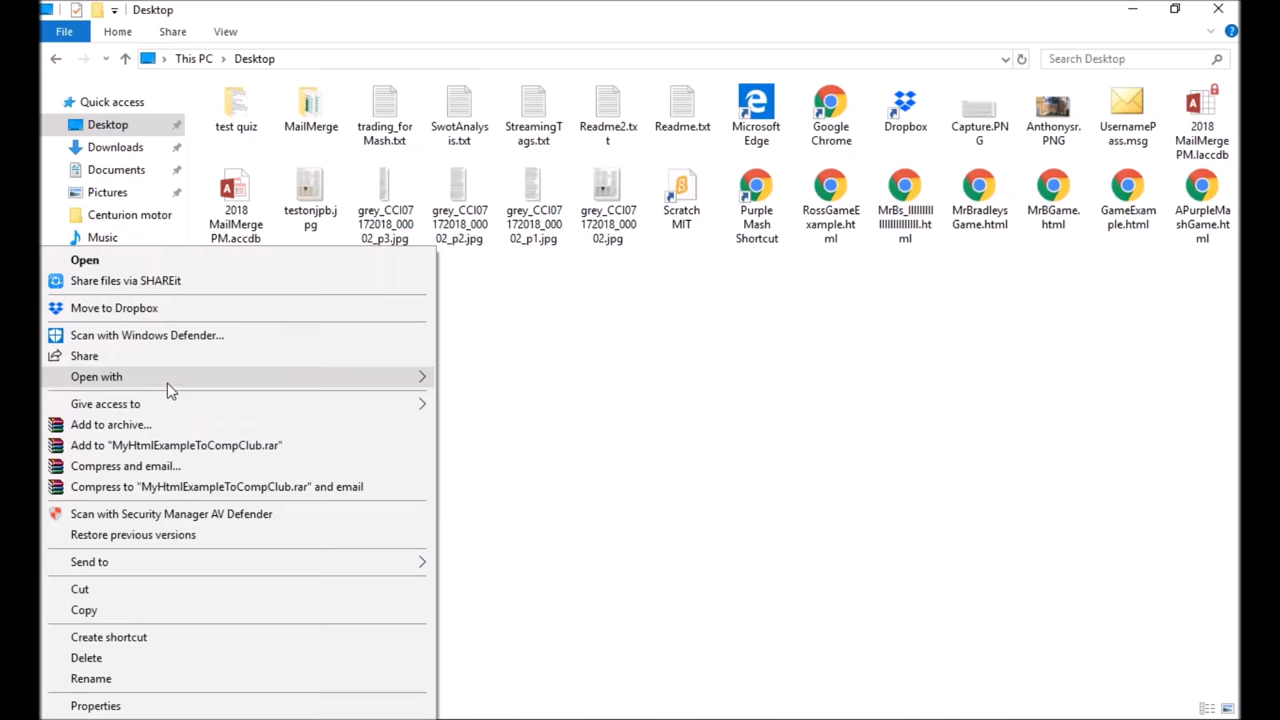 Desktop
File Home Share View
This PC Desktop Search Desktop
Quick access
Desktop
Downloads
Documents
Pictures
Centurion motor
Music
test quiz
MailMerge
trading_for
Mash.txt
SwotAnalys
is.txt
StreamingT
ags.txt
Readme2.tx
t
Readme.txt
Microsoft
Edge
Google
Chrome
Dropbox
Capture.PN
G
Anthonysr.
PNG
UsernameP
ass.msg
2018
MailMerge
PM.laccdb
2018
MailMerge
PM.accdb
testonjpb.j
pg
grey_CCI07
172018_000
02_p3.jpg
grey_CCI07
172018_000
02_p2.jpg
grey_CCI07
172018_000
02_p1.jpg
grey_CCI07
172018_000
02.jpg
Scratch
MIT
Purple
Mash
Shortcut
RossGameE
xample.ht
ml
MrBradleys
Game.html
MrBGame.
html
GameExam
ple.html
APurpleMa
shGame.ht
ml
Open
Share files via SHAREit
Move to Dropbox
Scan with Windows Defender...
Share
Open with
Give access to
Add to archive...
Add to "MyHtmlExampleToCompClub.rar"
Compress and email...
Compress to "MyHtmlExampleToCompClub.rar" and email
Scan with Security Manager AV Defender
Restore previous versions
Send to
Cut
Copy
Create shortcut
Delete
Rename
Properties